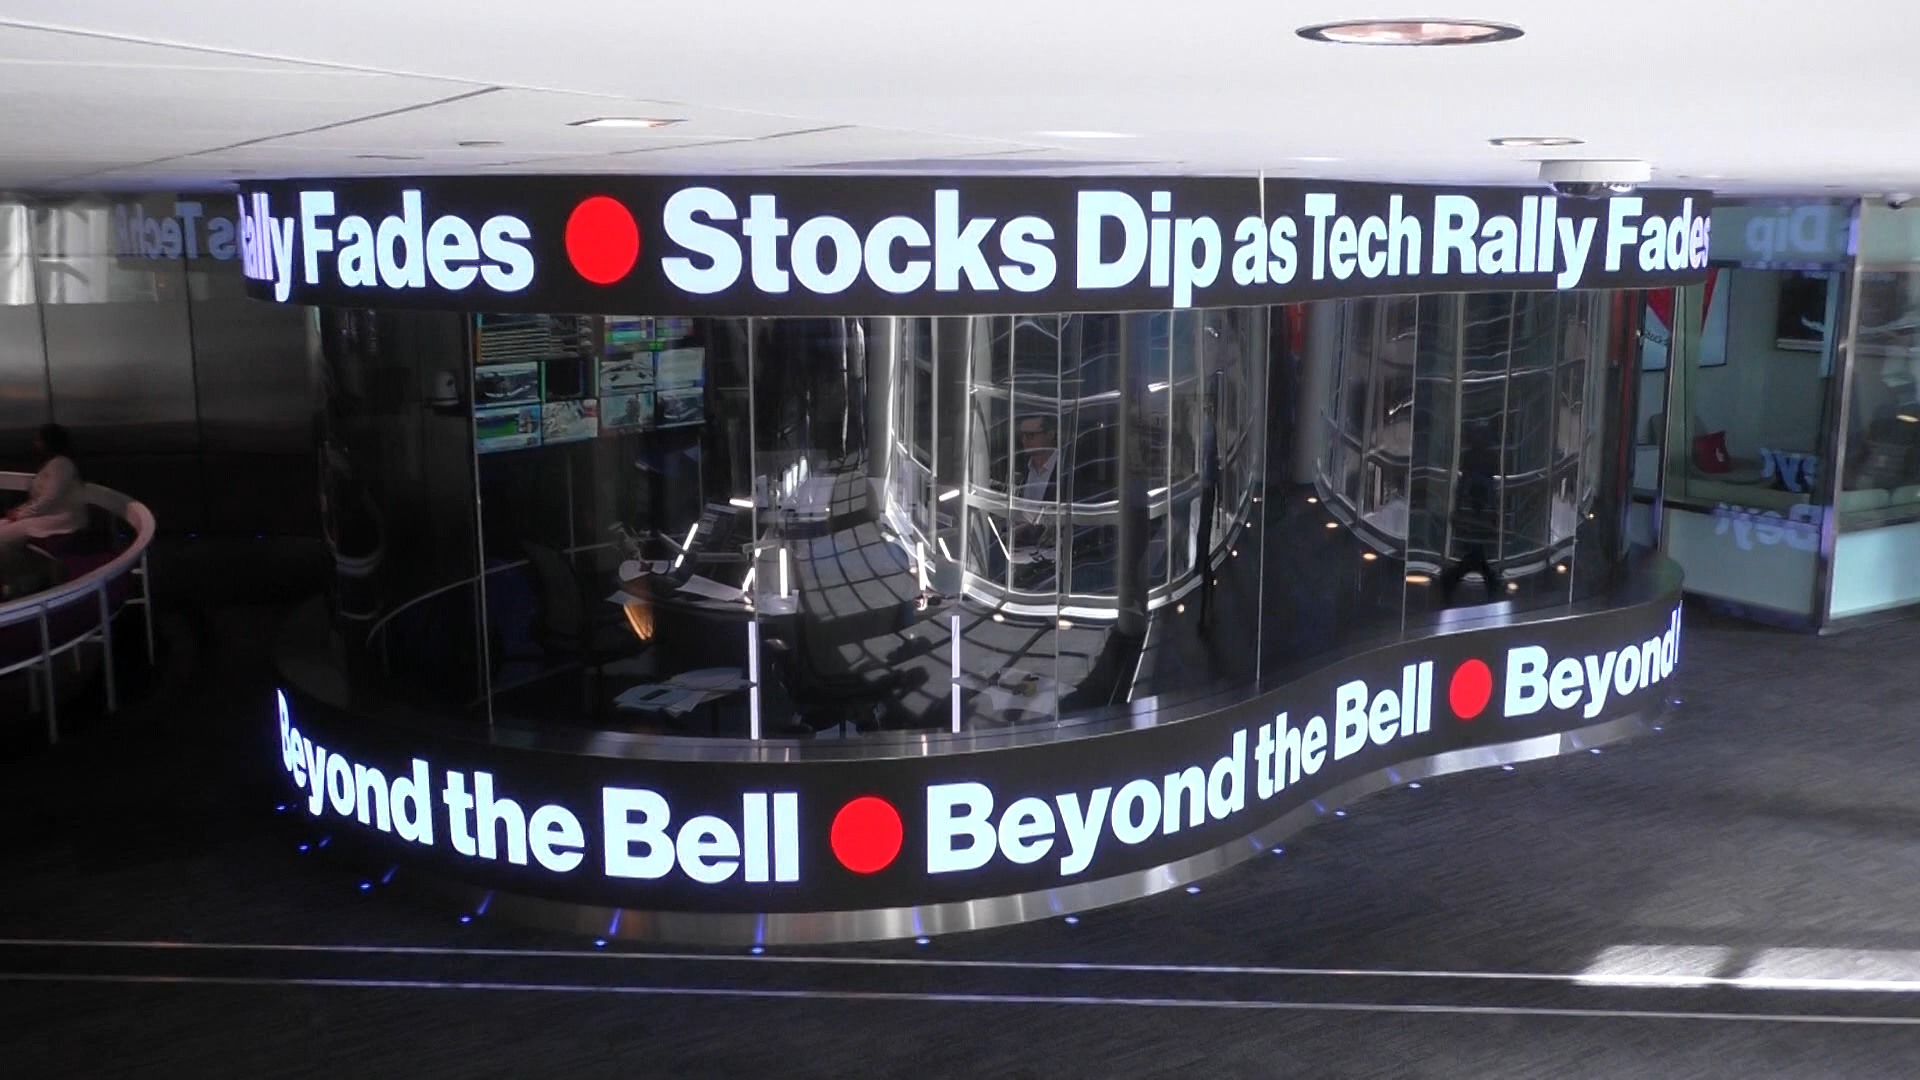 Rally Fades ● Stocks Dip as Tech Rally Fades
Beyond the Bell ● Beyond the Bell ● Beyond